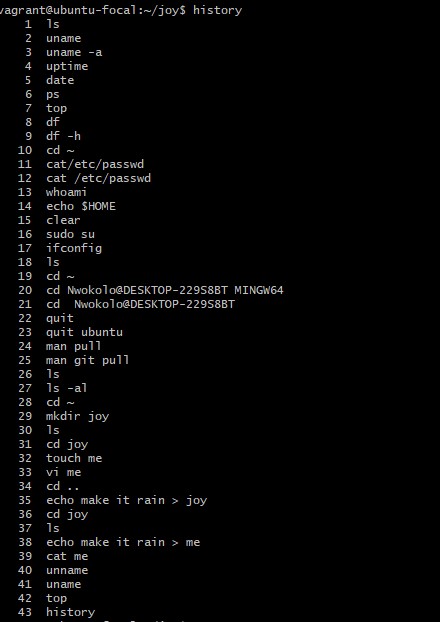 vagrant@ubuntu-focal:~/joy$ history
1 ls
2 uname
3 uname -a
4 uptime
5 date
6 ps
7 top
8 df
9 df -h
10 cd ~
11 cat/etc/passwd
12 cat /etc/passwd
13 whoami
14 echo $HOME
15 clear
16 sudo su
17 ifconfig
18 ls
19 cd ~
20 cd Nwokolo@DESKTOP-229S8BT MINGW64
21 cd  Nwokolo@DESKTOP-229S8BT
22 quit
23 quit ubuntu
24 man pull
25 man git pull
26 ls
27 ls -al
28 cd ~
29 mkdir joy
30 ls
31 cd joy
32 touch me
33 vi me
34 cd ..
35 echo make it rain > joy
36 cd joy
37 ls
38 echo make it rain > me
39 cat me
40 unname
41 uname
42 top
43 history